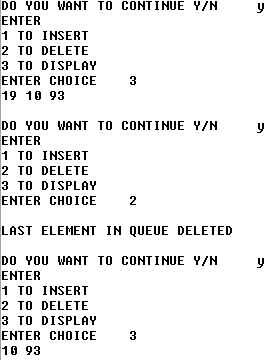 DO YOU WANT TO CONTINUE Y/N     y
ENTER
1 TO INSERT
2 TO DELETE
3 TO DISPLAY
ENTER CHOICE    3
19 10 93
DO YOU WANT TO CONTINUE Y/N     y
ENTER
1 TO INSERT
2 TO DELETE
3 TO DISPLAY
ENTER CHOICE    2
LAST ELEMENT IN QUEUE DELETED
DO YOU WANT TO CONTINUE Y/N     y
ENTER
1 TO INSERT
2 TO DELETE
3 TO DISPLAY
ENTER CHOICE    3
10 93